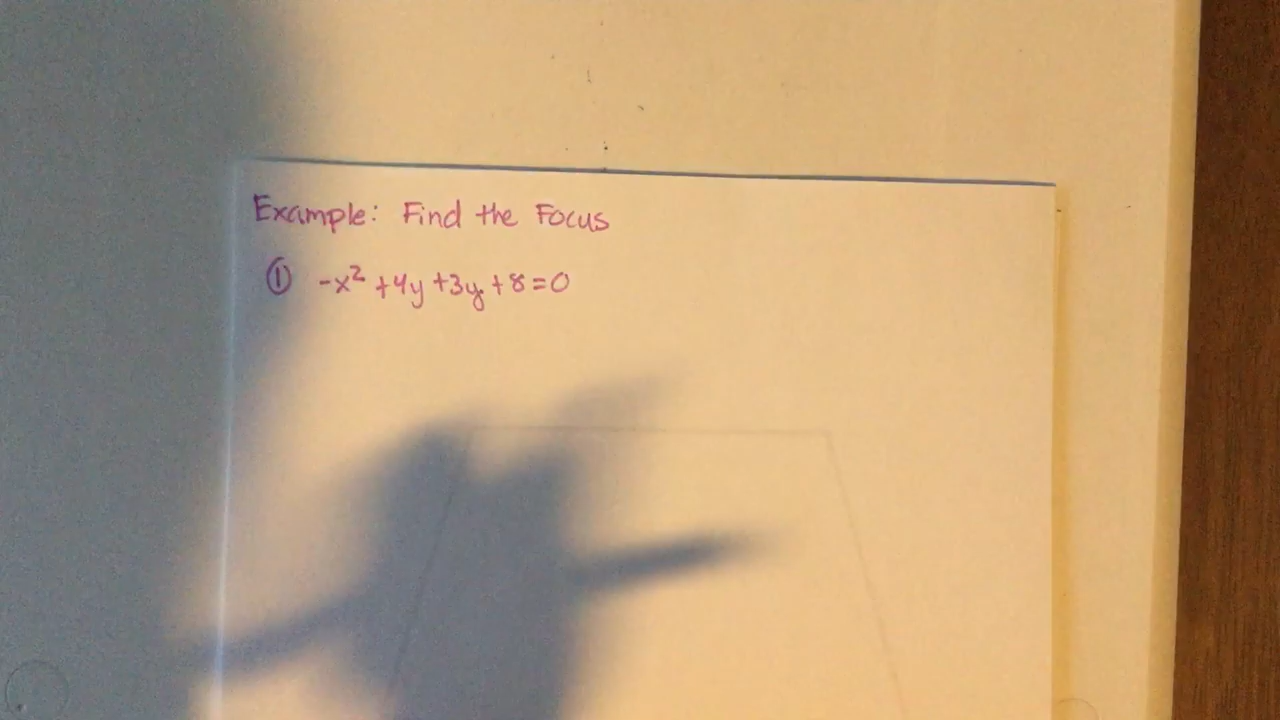 Example: Find the Focus
① -x² +4y +3y +8=0